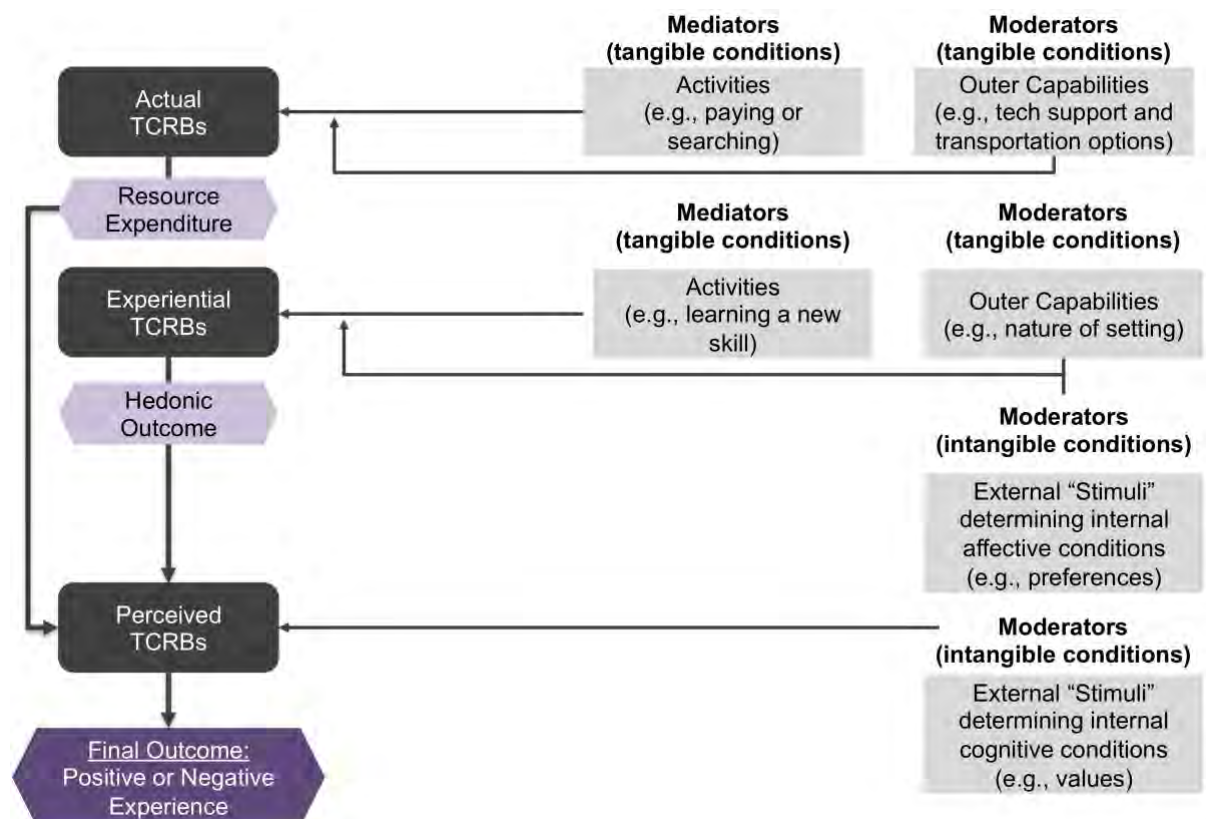 Mediators
(tangible conditions)
Moderators
(tangible conditions)
Actual
TCRBs
Activities
(e.g., paying or
searching)
Outer Capabilities
(e.g., tech support and
transportation options)
Resource
Expenditure
Mediators
(tangible conditions)
Moderators
(tangible conditions)
Experiential
TCRBs
Activities
(e.g., learning a new
skill)
Outer Capabilities
(e.g., nature of setting)
Hedonic
Outcome
Moderators
(intangible conditions)
External “Stimuli”
determining internal
affective conditions
(e.g., preferences)
Perceived
TCRBs
Moderators
(intangible conditions)
External “Stimuli”
determining internal
cognitive conditions
(e.g., values)
Final Outcome:
Positive or Negative
Experience